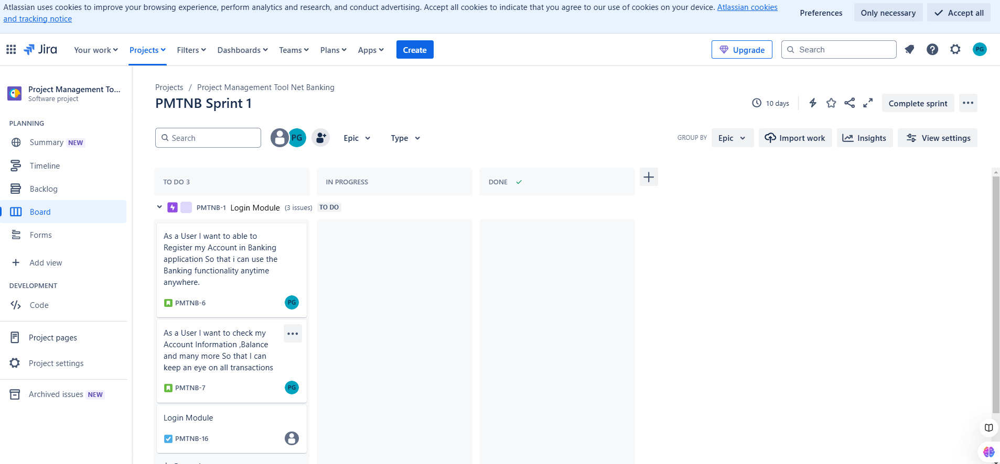 Atlassian uses cookies to improve your browsing experience, perform analytics and research, and conduct advertising. Accept all cookies to indicate that you agree to our use of cookies on your device. Atlassian cookies
and tracking notice
Preferences
Only necessary
Accept all
Jira
Your work
Projects
Filters
Dashboards
Teams
Plans
Apps
Create
Upgrade
Search
PG
Project Management To...
Software project
PLANNING
Summary NEW
Timeline
Backlog
Board
Forms
Add view
DEVELOPMENT
Code
Project pages
Project settings
Archived issues NEW
Projects / Project Management Tool Net Banking
PMTNB Sprint 1
10 days
Complete sprint
Search
PG
Epic
Type
GROUP BY
Epic
Import work
Insights
View settings
TO DO 3
IN PROGRESS
DONE
PMTNB-1 Login Module (3 issues) TO DO
As a User I want to able to
Register my Account in Banking
application So that i can use the
Banking functionality anytime
anywhere.
PMTNB-6
PG
As a User I want to check my
Account Information ,Balance
and many more So that I can
keep an eye on all transactions
PMTNB-7
PG
Login Module
PMTNB-16